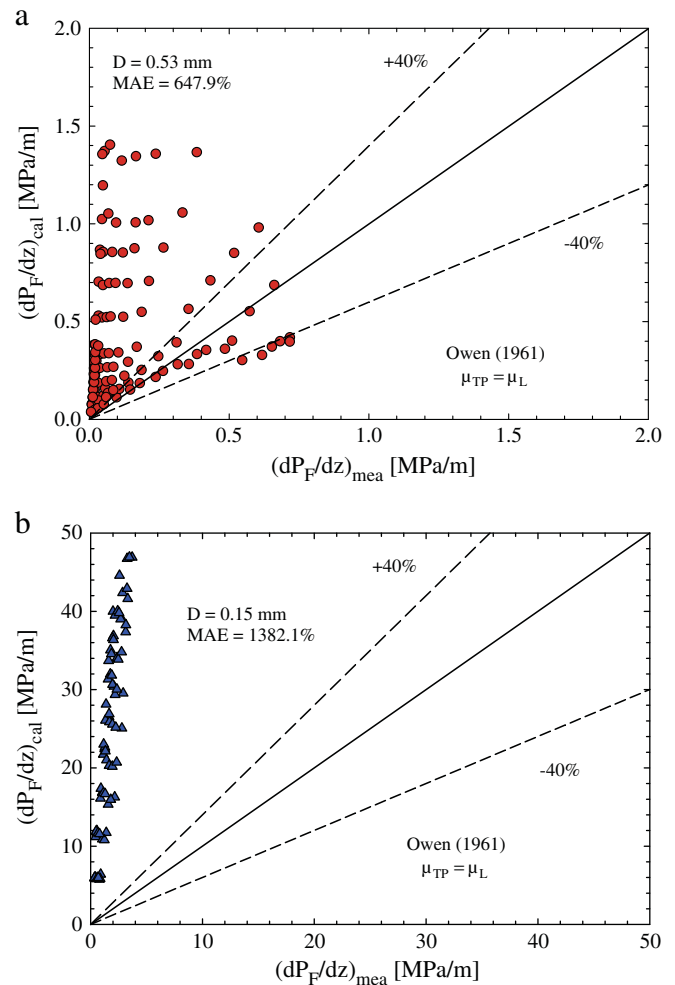 a
2.0
D = 0.53 mm
MAE = 647.9%
+40%
1.5
(dP_F/dz)_cal [MPa/m]
1.0
-40%
0.5
Owen (1961)
μ_TP = μ_L
0.0
0.0 0.5 1.0 1.5 2.0
(dP_F/dz)_mea [MPa/m]
b
50
+40%
D = 0.15 mm
MAE = 1382.1%
40
(dP_F/dz)_cal [MPa/m]
30
20
-40%
10
Owen (1961)
μ_TP = μ_L
0
0 10 20 30 40 50
(dP_F/dz)_mea [MPa/m]